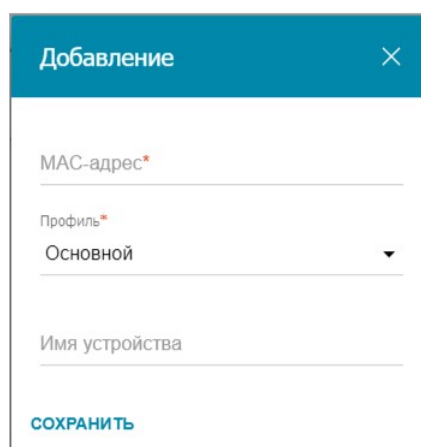 Добавление
MAC-адрес*
Профиль*
Основной
Имя устройства
СОХРАНИТЬ